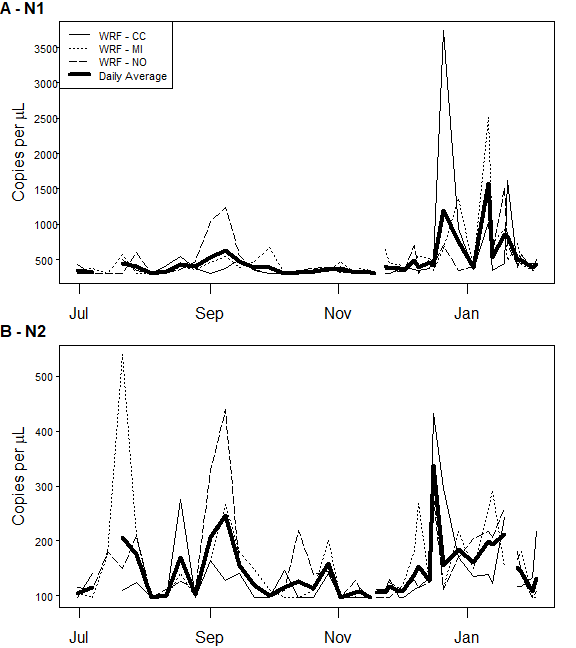 A - N1
WRF - CC
WRF - MI
WRF - NO
Daily Average
3500
3000
2500
2000
1500
1000
500
Copies per µL
Jul Sep Nov Jan
B - N2
500
400
300
200
100
Copies per µL
Jul Sep Nov Jan